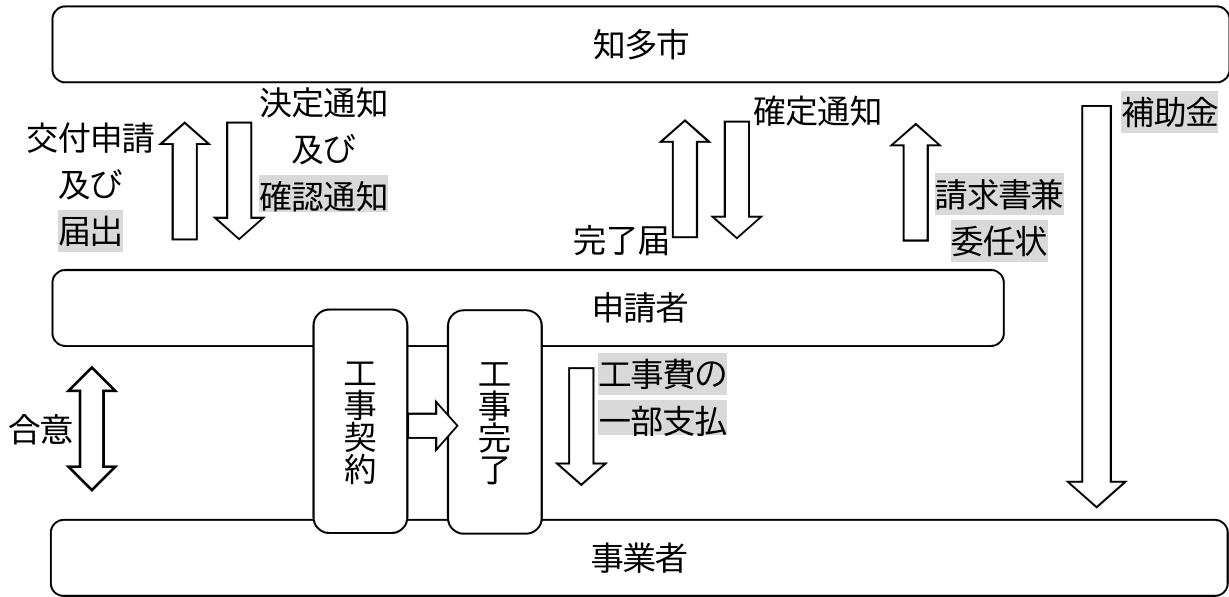 知多市
交付申請
及び
届出
決定通知
及び
確認通知
完了届
確定通知
請求書兼
委任状
補助金
申請者
合意
工事契約
工事完了
工事費の
一部支払
事業者